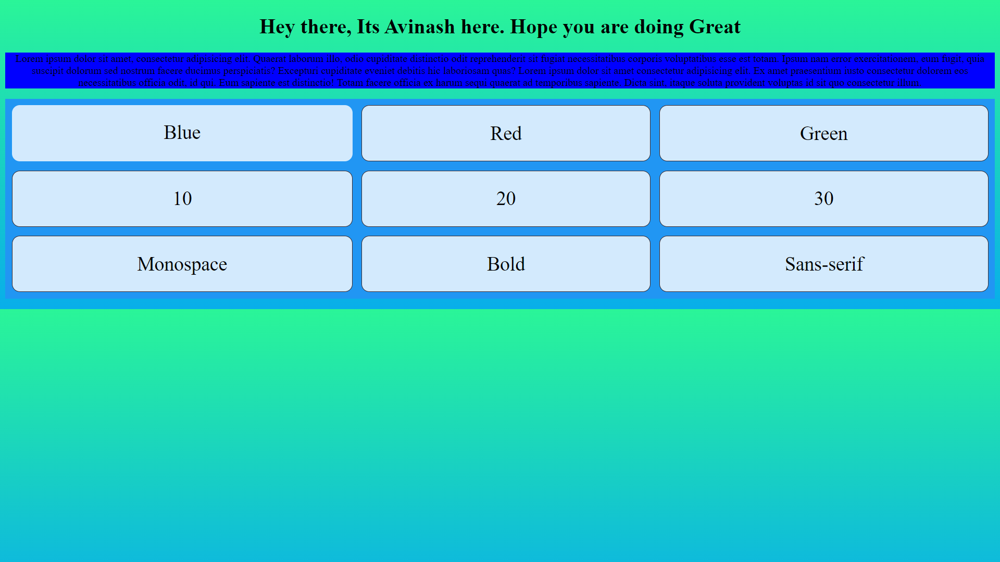 Hey there, Its Avinash here. Hope you are doing Great
Lorem ipsum dolor sit amet, consectetur adipisicing elit. Quaerat laborum illo, odio cupiditate distinctio odit reprehenderit sit fugiat necessitatibus corporis voluptatibus esse est totam. Ipsum nam error exercitationem, eum fugit, quia
suscipit dolorum sed nostrum facere ducimus perspiciatis? Excepturi cupiditate eveniet debitis hic laboriosam quas? Lorem ipsum dolor sit amet consectetur adipisicing elit. Ex amet praesentium iusto consectetur dolorem eos
necessitatibus officia odit, id qui. Eum sapiente est distinctio! Totam facere officia ex harum sequi quaerat ad temporibus sapiente. Dicta sint, itaque soluta provident voluptas id sit quo consectetur illum.
Blue
Red
Green
10
20
30
Monospace
Bold
Sans-serif